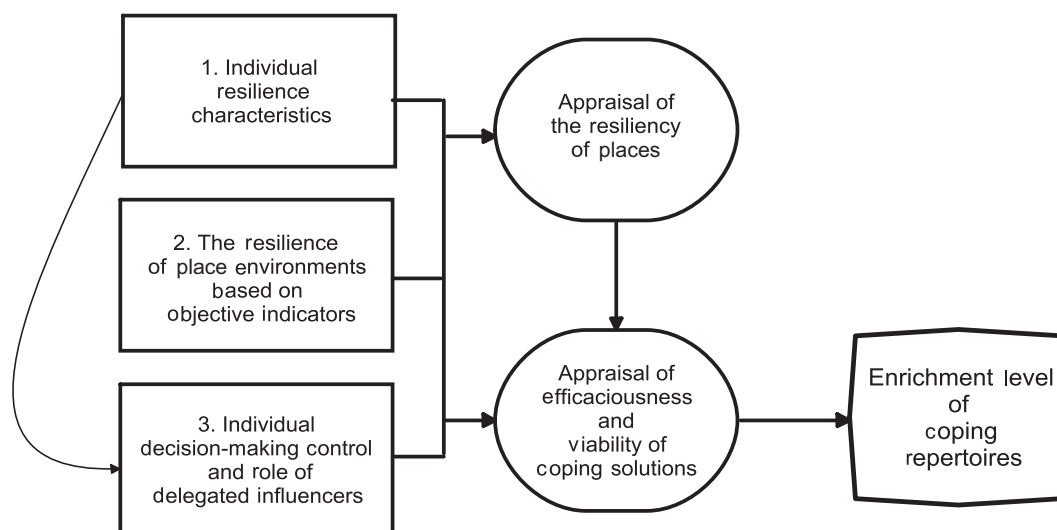 1. Individual
resilience
characteristics
2. The resilience
of place environments
based on
objective indicators
3. Individual
decision-making control
and role of
delegated influencers
Appraisal of
the resiliency
of places
Appraisal of
efficaciousness
and
viability of
coping solutions
Enrichment level
of
coping
repertoires